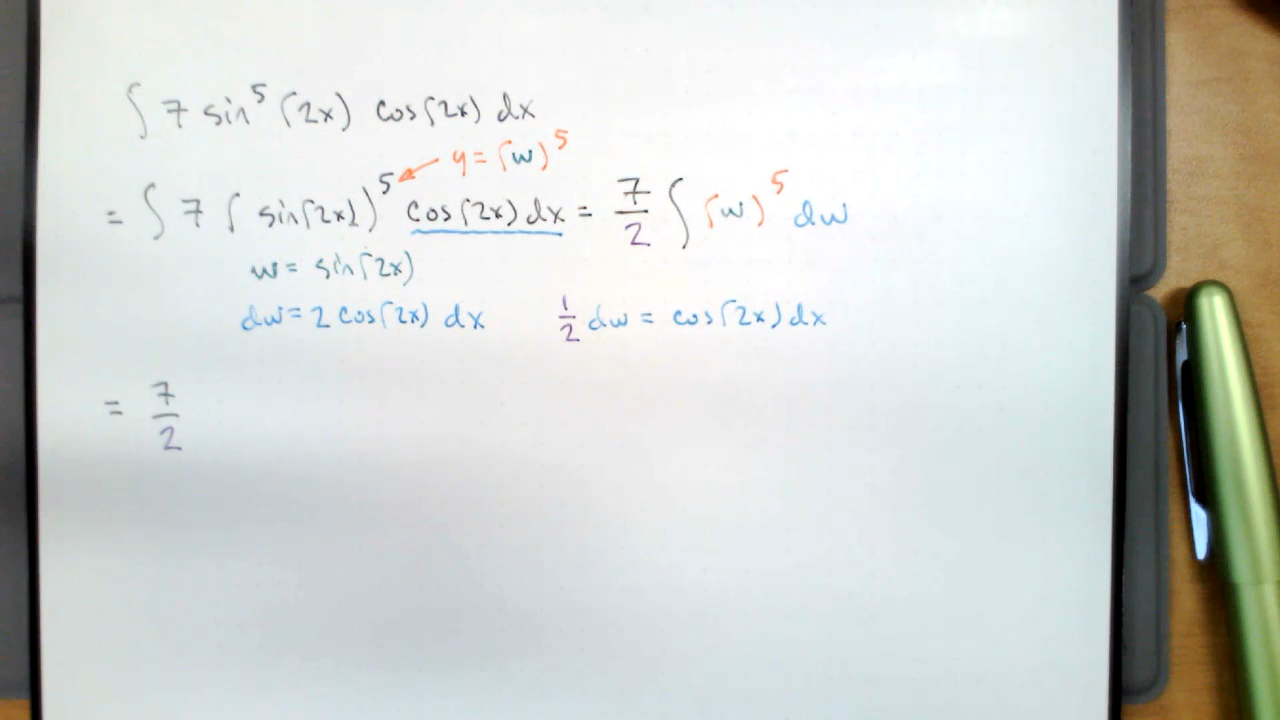 ∫ 7 sin⁵(2x) cos(2x) dx
y = (w)⁵
= ∫ 7 (sin(2x))⁵ cos(2x) dx = 7/2 ∫ (w)⁵ dw
w = sin(2x)
dw = 2 cos(2x) dx 1/2 dw = cos(2x) dx
= 7/2